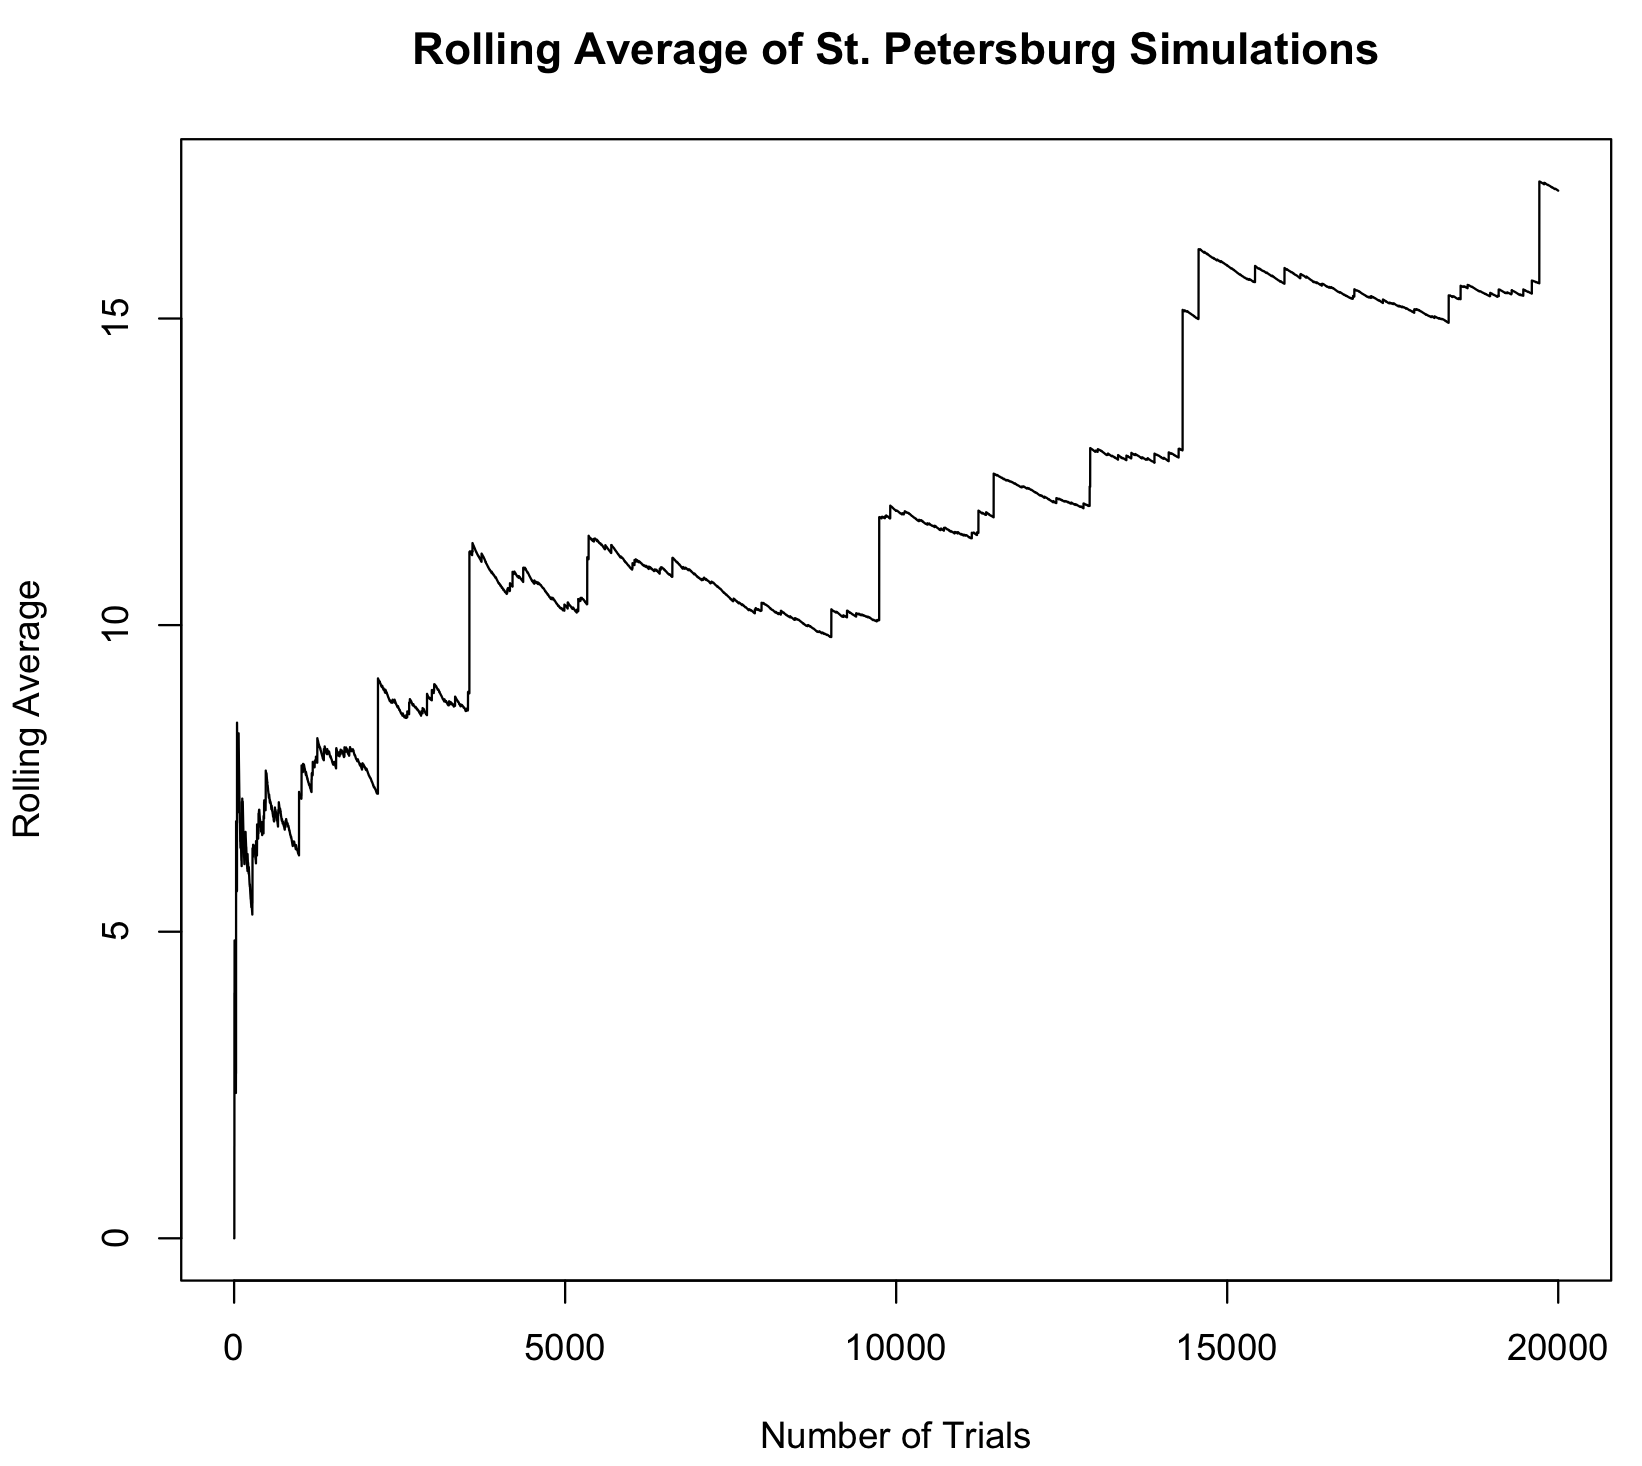 Rolling Average of St. Petersburg Simulations
Rolling Average
15
10
5
0
0 5000 10000 15000 20000
Number of Trials